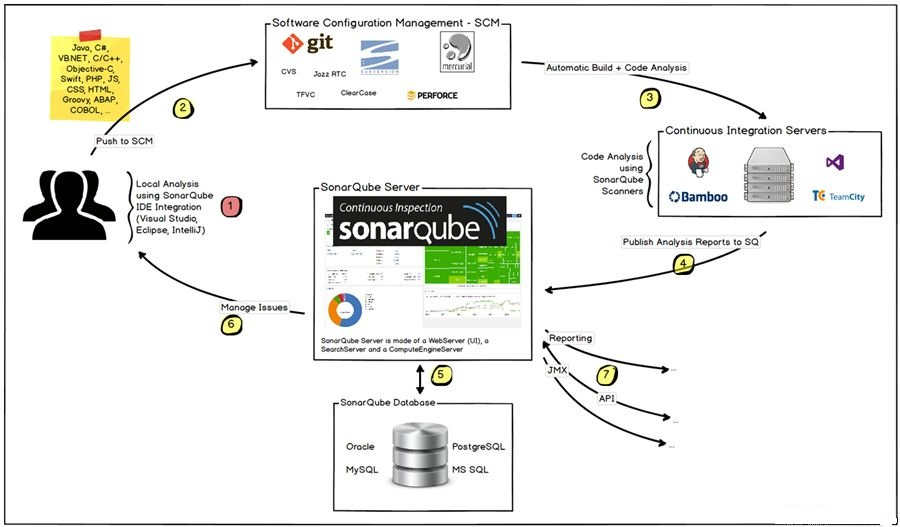 Software Configuration Management - SCM
Java, C#,
VB.NET, C/C++,
Objective-C,
Swift, PHP, JS,
CSS, HTML,
Groovy, ABAP,
COBOL, ...
git
SUBVERSION
mercurial
CVS
Jazz RTC
TFVC
ClearCase
PERFORCE
2
Push to SCM
Automatic Build + Code Analysis
3
Continuous Integration Servers
Code Analysis
using
SonarQube
Scanners
Bamboo
TC TeamCity
Local Analysis
using SonarQube
IDE Integration
(Visual Studio,
Eclipse, IntelliJ)
1
SonarQube Server
Continuous Inspection
sonarqube
SonarQube Server is made of a WebServer (UI), a
SearchServer and a ComputeEngineServer
Publish Analysis Reports to SQ
4
Manage Issues
6
5
Reporting
...
JMX
7
API
...
...
SonarQube Database
Oracle
PostgreSQL
MySQL
MS SQL